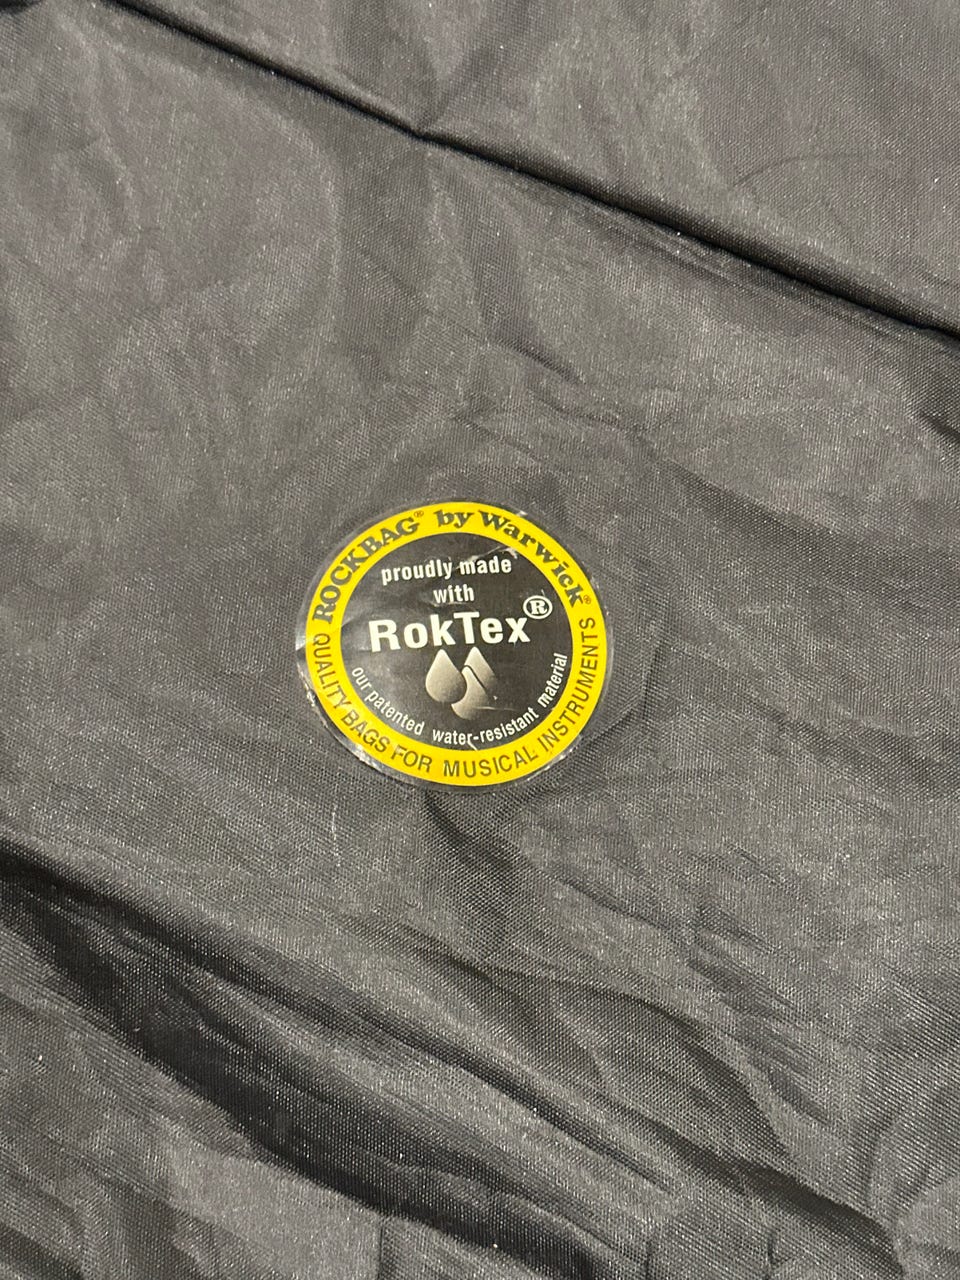 ROCKBAG® by Warwick®
proudly made
with
RokTex®
our patented water-resistant material
QUALITY BAGS FOR MUSICAL INSTRUMENTS